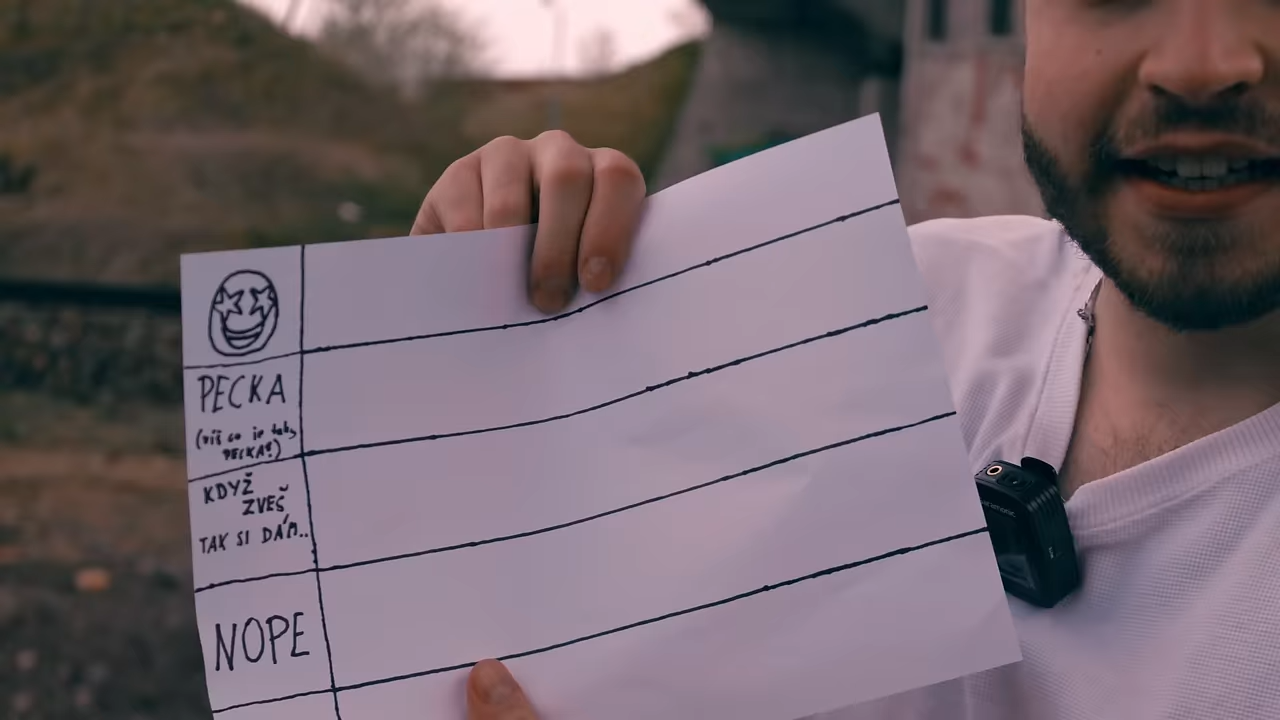 PECKA
(víš co je taky
PECKA?)
KDYŽ
ZVEŠ
TAK SI DÁM..
NOPE